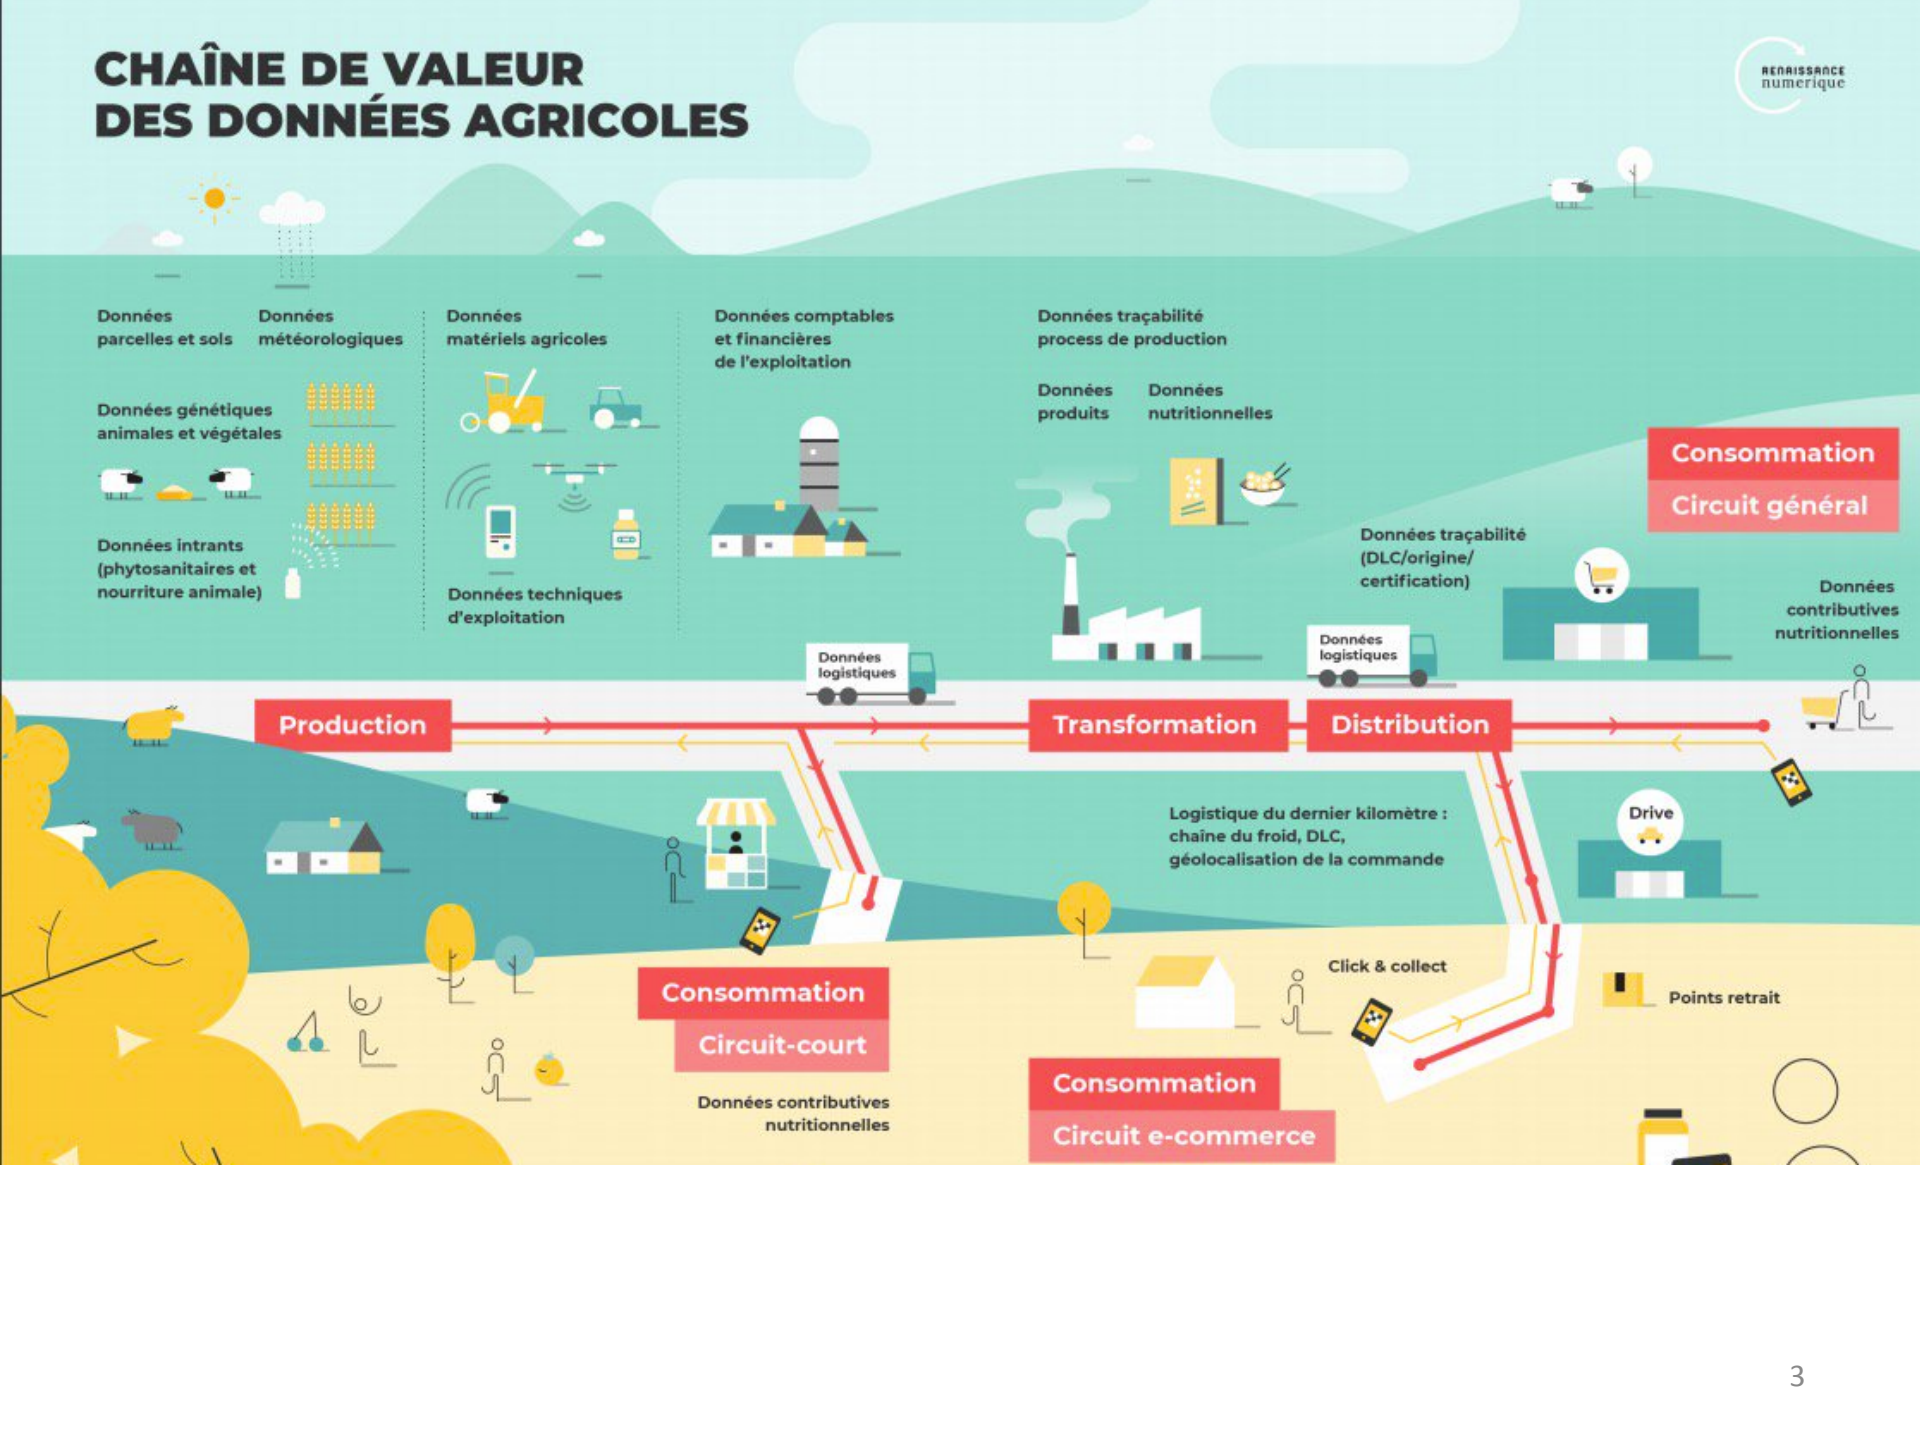 CHAÎNE DE VALEUR
DES DONNÉES AGRICOLES
RENAISSANCE
numerique
Données
parcelles et sols
Données
météorologiques
Données génétiques
animales et végétales
Données intrants
(phytosanitaires et
nourriture animale)
Données
matériels agricoles
Données techniques
d'exploitation
Données comptables
et financières
de l'exploitation
Données traçabilité
process de production
Données
produits
Données
nutritionnelles
Consommation
Circuit général
Données traçabilité
(DLC/origine/
certification)
Données
contributives
nutritionnelles
Données
logistiques
Données
logistiques
Production
Transformation
Distribution
Logistique du dernier kilomètre :
chaîne du froid, DLC,
géolocalisation de la commande
Drive
Click & collect
Points retrait
Consommation
Circuit-court
Données contributives
nutritionnelles
Consommation
Circuit e-commerce
3